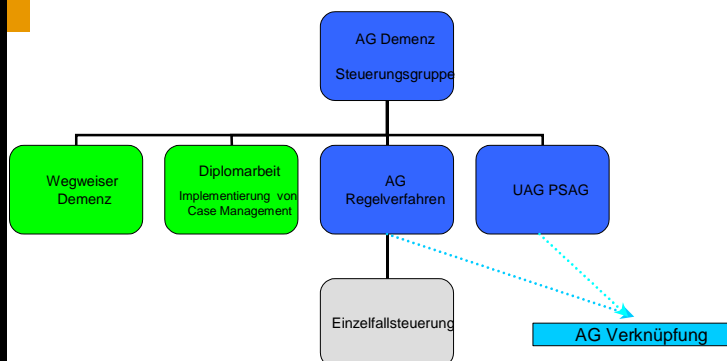 AG Demenz
Steuerungsgruppe
Wegweiser
Demenz
Diplomarbeit
Implementierung von
Case Management
AG
Regelverfahren
UAG PSAG
Einzelfallsteuerung
AG Verknüpfung